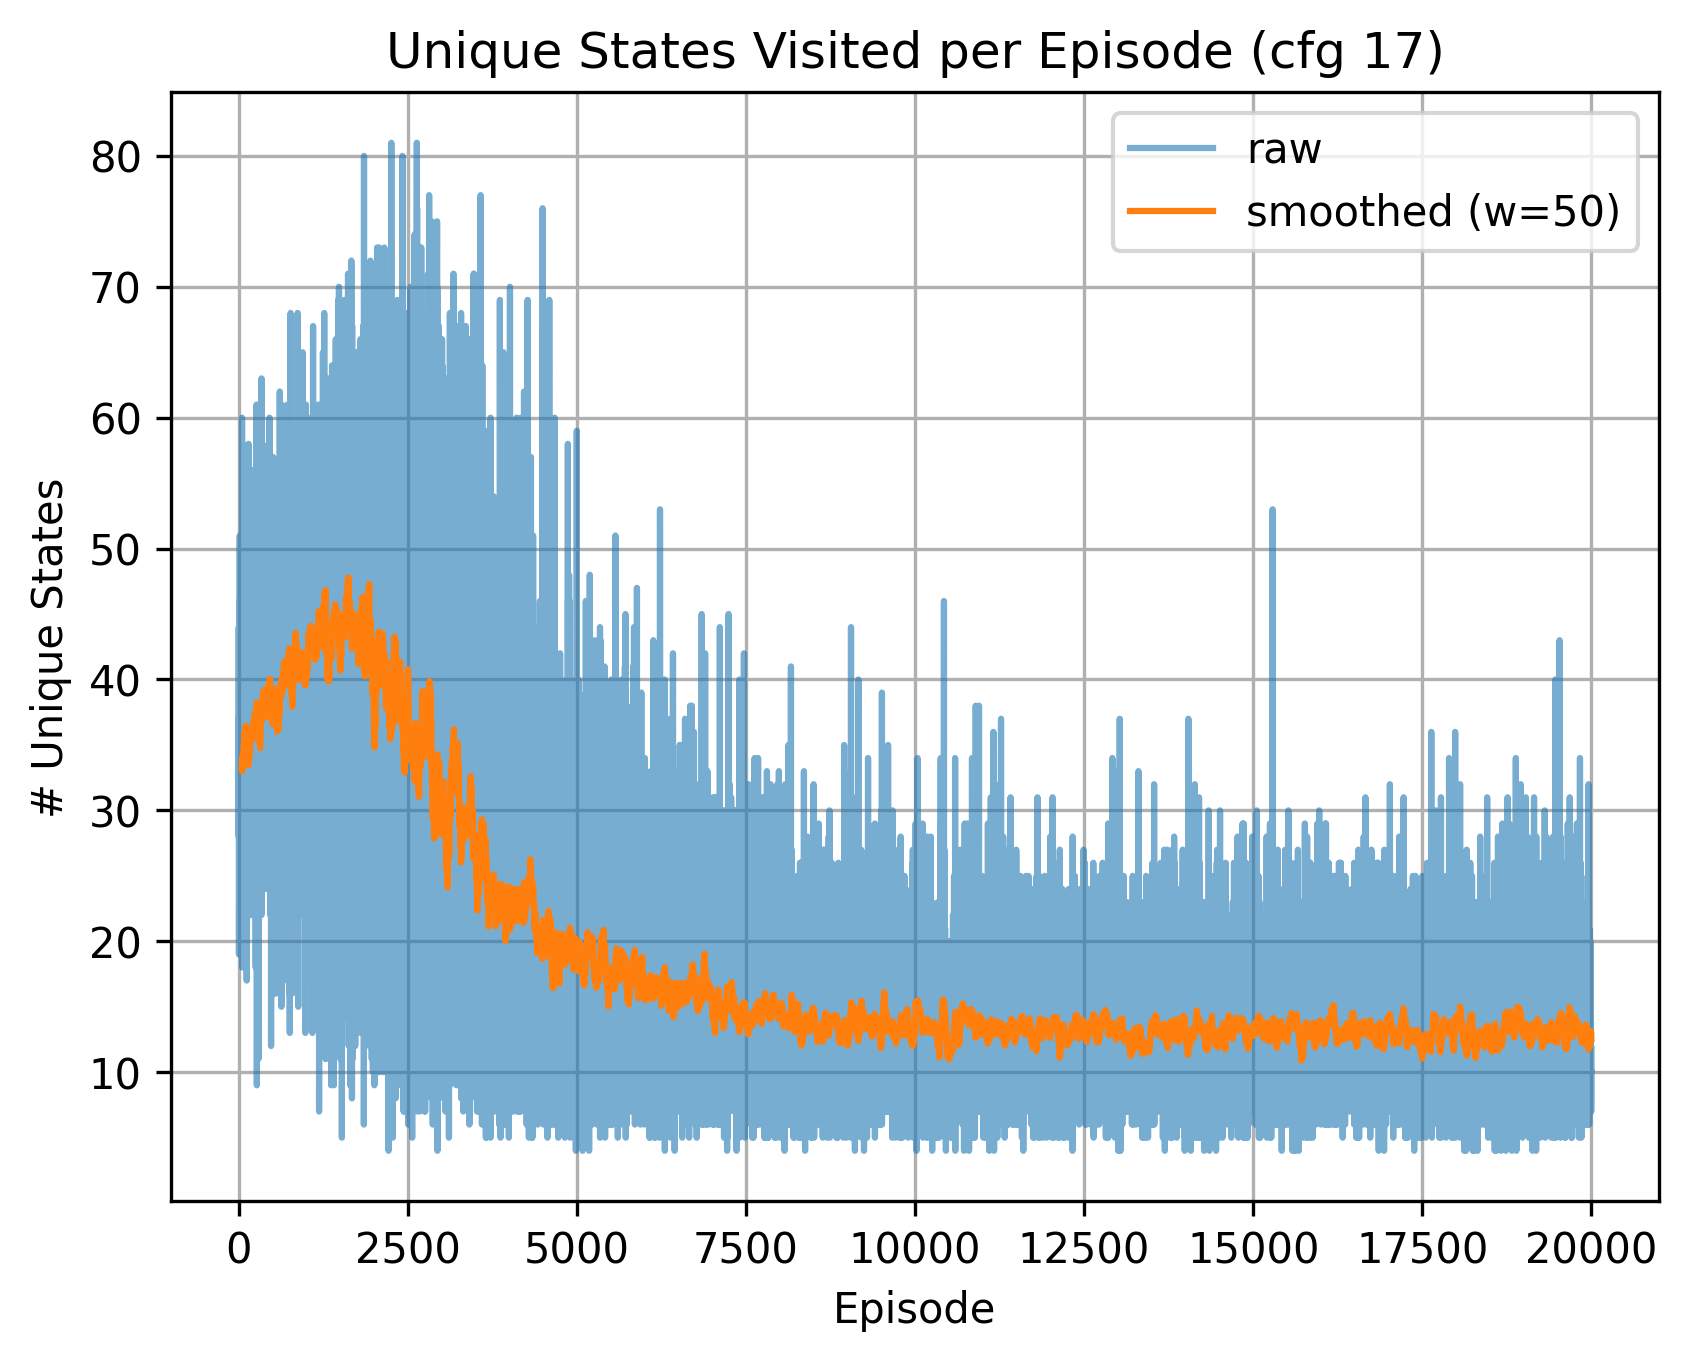 Unique States Visited per Episode (cfg 17)
raw
smoothed (w=50)
# Unique States
80
70
60
50
40
30
20
10
0 2500 5000 7500 10000 12500 15000 17500 20000
Episode